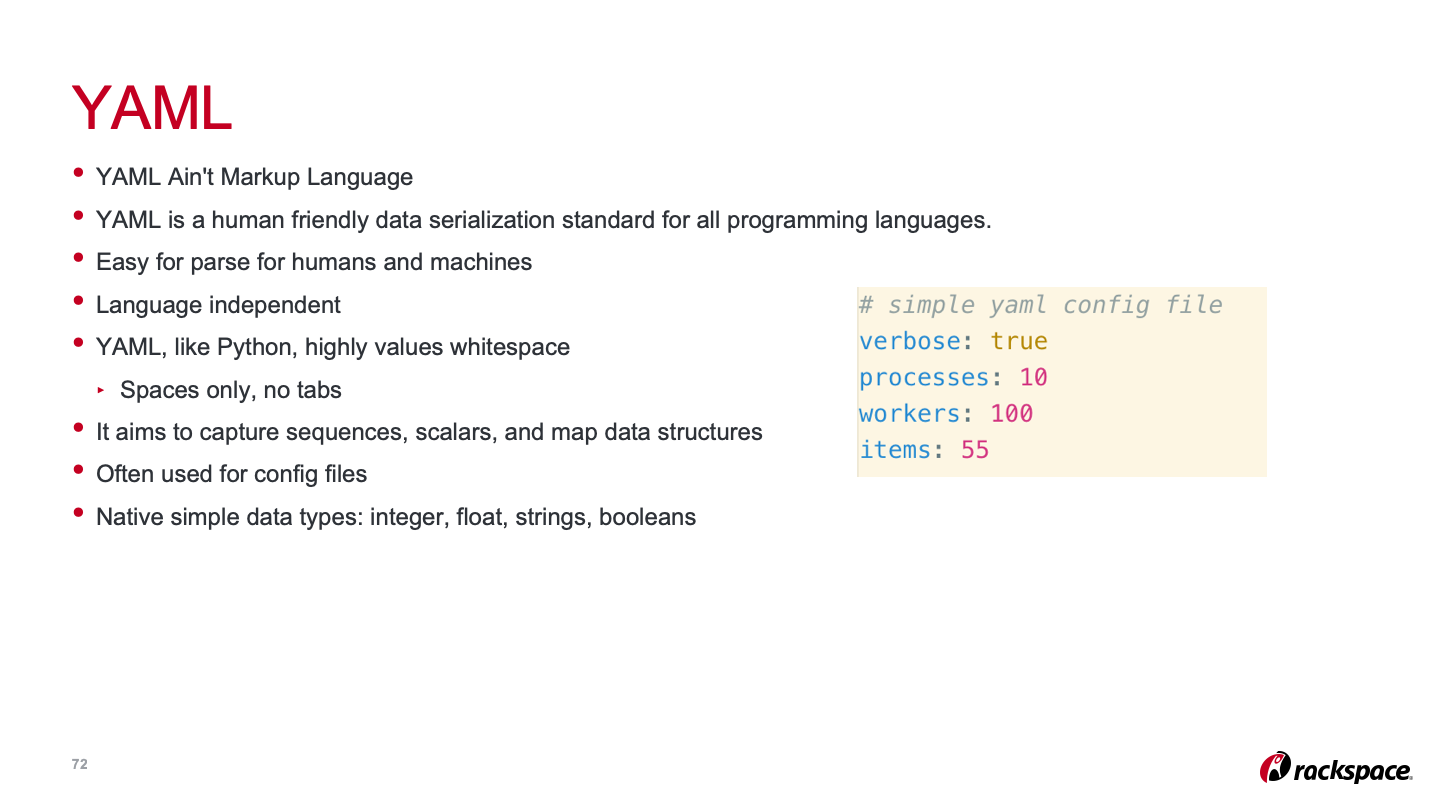 YAML
• YAML Ain't Markup Language
• YAML is a human friendly data serialization standard for all programming languages.
• Easy for parse for humans and machines
• Language independent
• YAML, like Python, highly values whitespace
▸ Spaces only, no tabs
• It aims to capture sequences, scalars, and map data structures
• Often used for config files
• Native simple data types: integer, float, strings, booleans
# simple yaml config file
verbose: true
processes: 10
workers: 100
items: 55
72
rackspace.